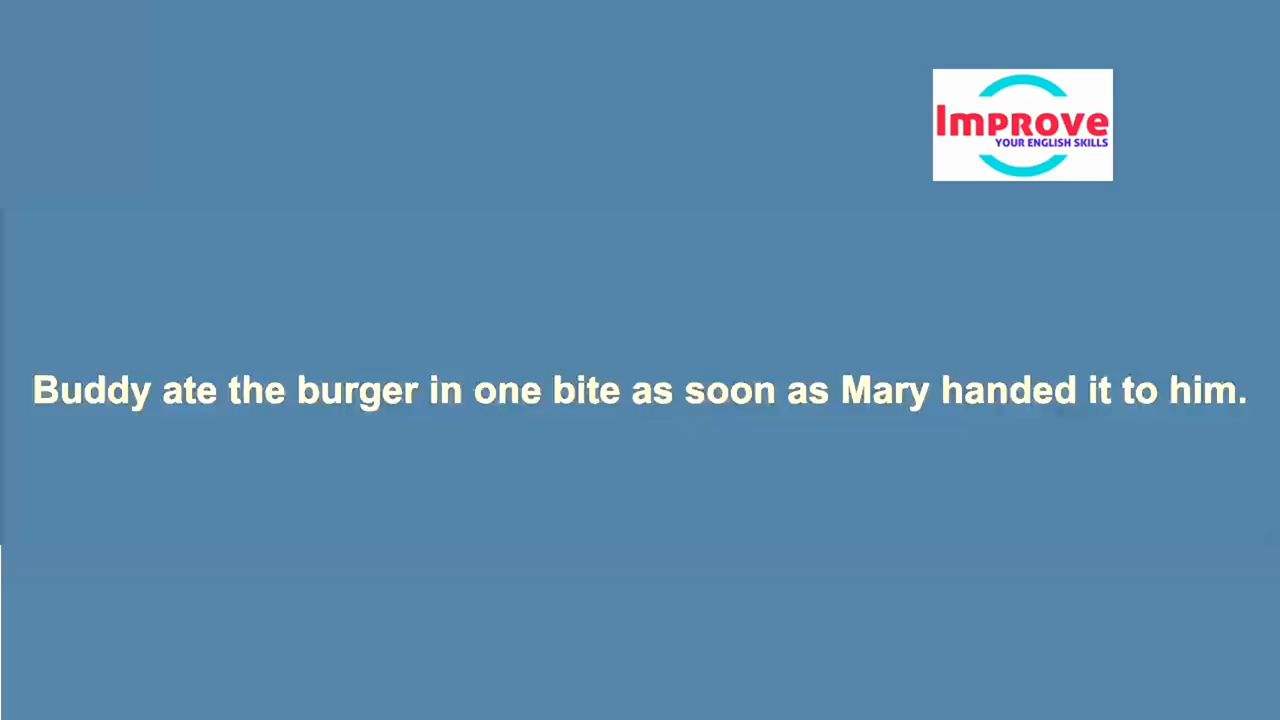 Improve
YOUR ENGLISH SKILLS
Buddy ate the burger in one bite as soon as Mary handed it to him.